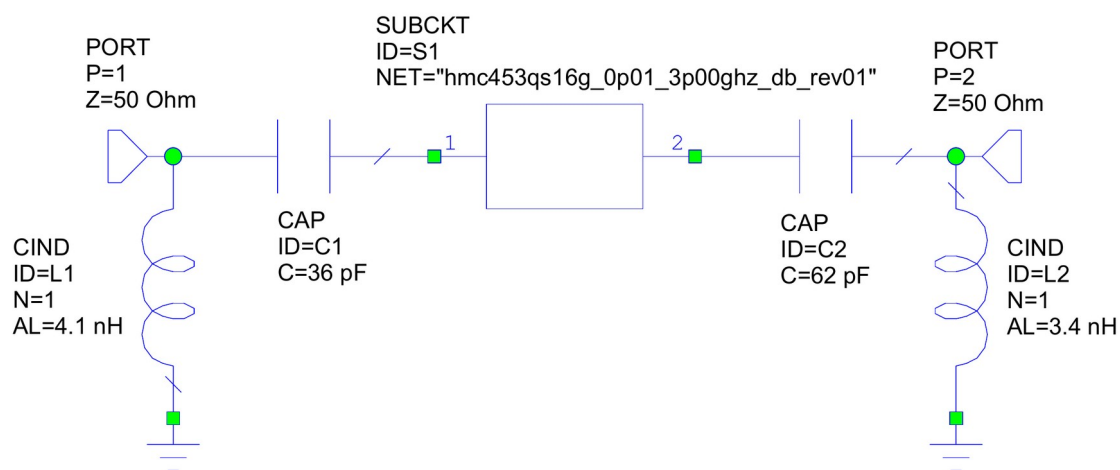 SUBCKT
ID=S1
NET="hmc453qs16g_0p01_3p00ghz_db_rev01"
PORT
P=1
Z=50 Ohm
PORT
P=2
Z=50 Ohm
1
2
CAP
ID=C1
C=36 pF
CAP
ID=C2
C=62 pF
CIND
ID=L1
N=1
AL=4.1 nH
CIND
ID=L2
N=1
AL=3.4 nH